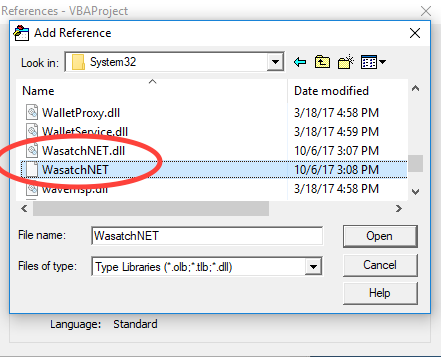 References - VBAProject
Add Reference
Look in: System32
Name Date modified
WalletProxy.dll 3/18/17 4:58 PM
WalletService.dll 3/18/17 4:59 PM
WasatchNET.dll 10/6/17 3:07 PM
WasatchNET 10/6/17 3:08 PM
wavemsp.dll 3/18/17 4:58 PM
File name: WasatchNET Open
Files of type: Type Libraries (*.olb;*.tlb;*.dll) Cancel
Help
Language: Standard